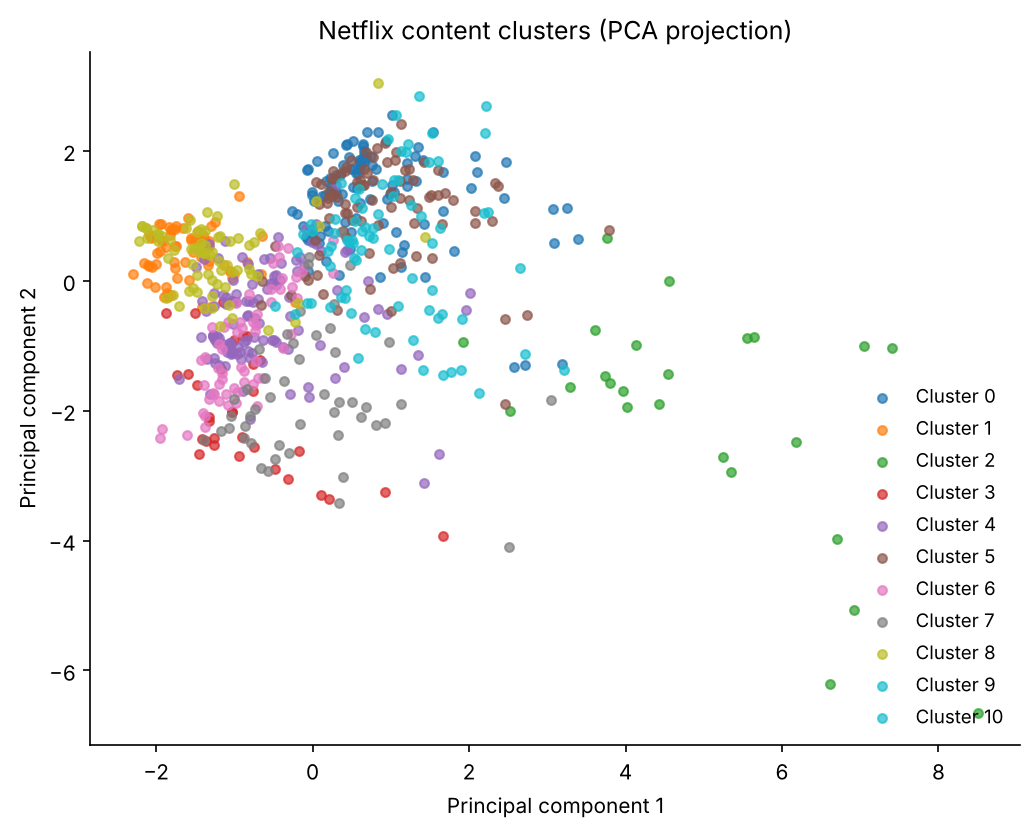 Netflix content clusters (PCA projection)
Principal component 2
2
0
−2
−4
−6
Cluster 0
Cluster 1
Cluster 2
Cluster 3
Cluster 4
Cluster 5
Cluster 6
Cluster 7
Cluster 8
Cluster 9
Cluster 10
−2 0 2 4 6 8
Principal component 1